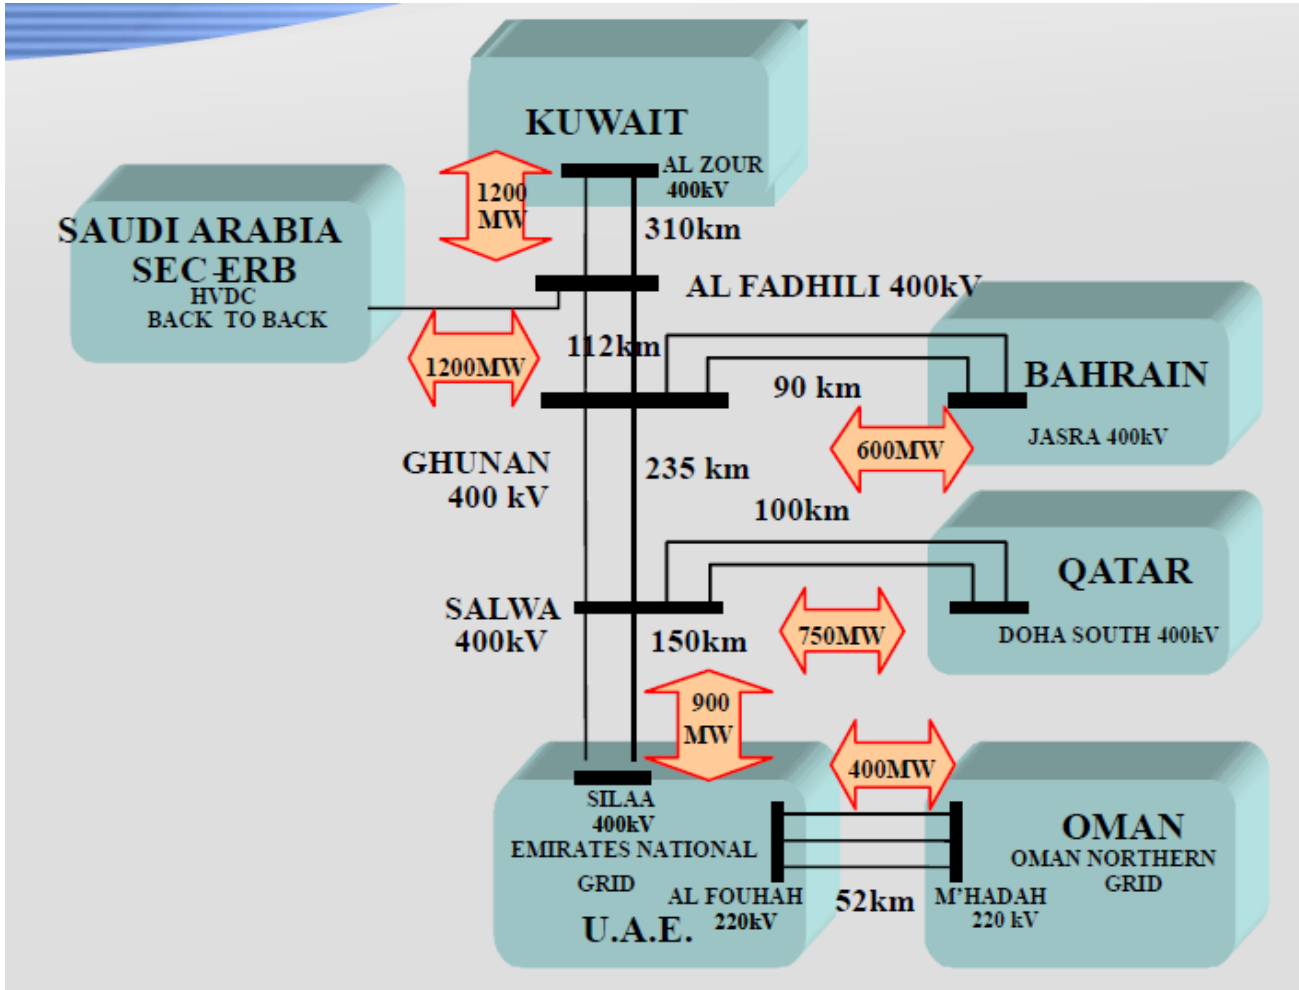 KUWAIT
AL ZOUR
400kV
1200
MW
310km
SAUDI ARABIA
SEC-ERB
HVDC
BACK TO BACK
AL FADHILI 400kV
1200MW
112km
90 km
BAHRAIN
JASRA 400kV
600MW
GHUNAN
400 kV
235 km
100km
QATAR
DOHA SOUTH 400kV
750MW
SALWA
400kV
150km
900
MW
400MW
SILAA
400kV
EMIRATES NATIONAL
GRID
U.A.E.
AL FOUHAH
220kV
52km
M’HADAH
220 kV
OMAN
OMAN NORTHERN
GRID